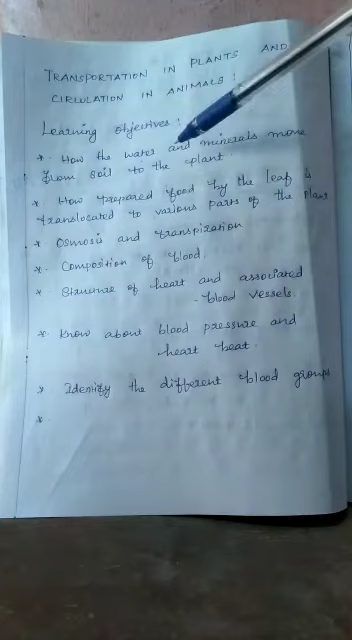 TRANSPORTATION IN PLANTS AND
CIRCULATION IN ANIMALS :
Learning objectives :
* How the water and minerals move
from soil to the plant.
* How prepared food by the leaf is
translocated to various parts of the plant
* Osmosis and transpiration
* Composition of blood.
* Structure of heart and associated
blood vessels.
* Know about blood pressure and
heart beat.
* Identify the different blood groups
*